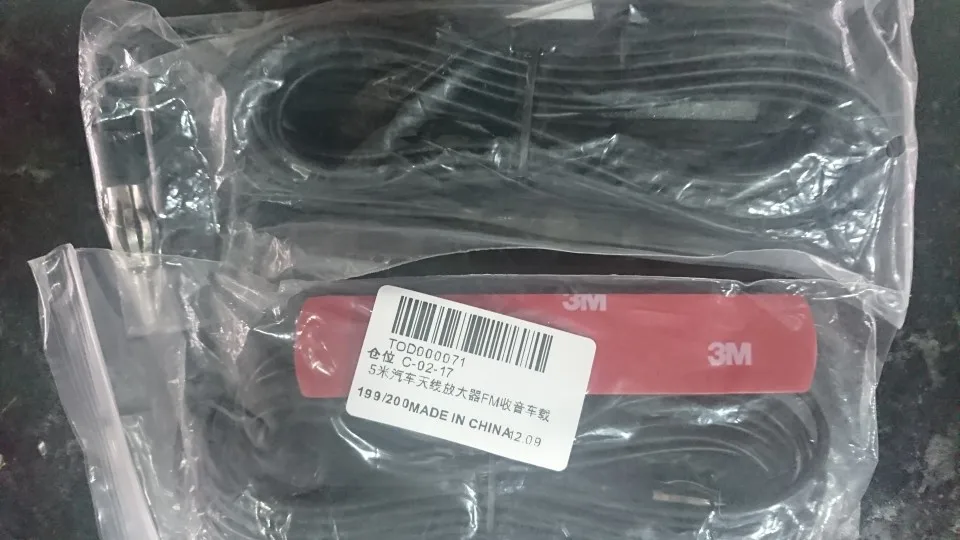 3M
3M
TOD000071
仓位 C-02-17
5米汽车天线放大器FM收音车载
199/200MADE IN CHINA12.09